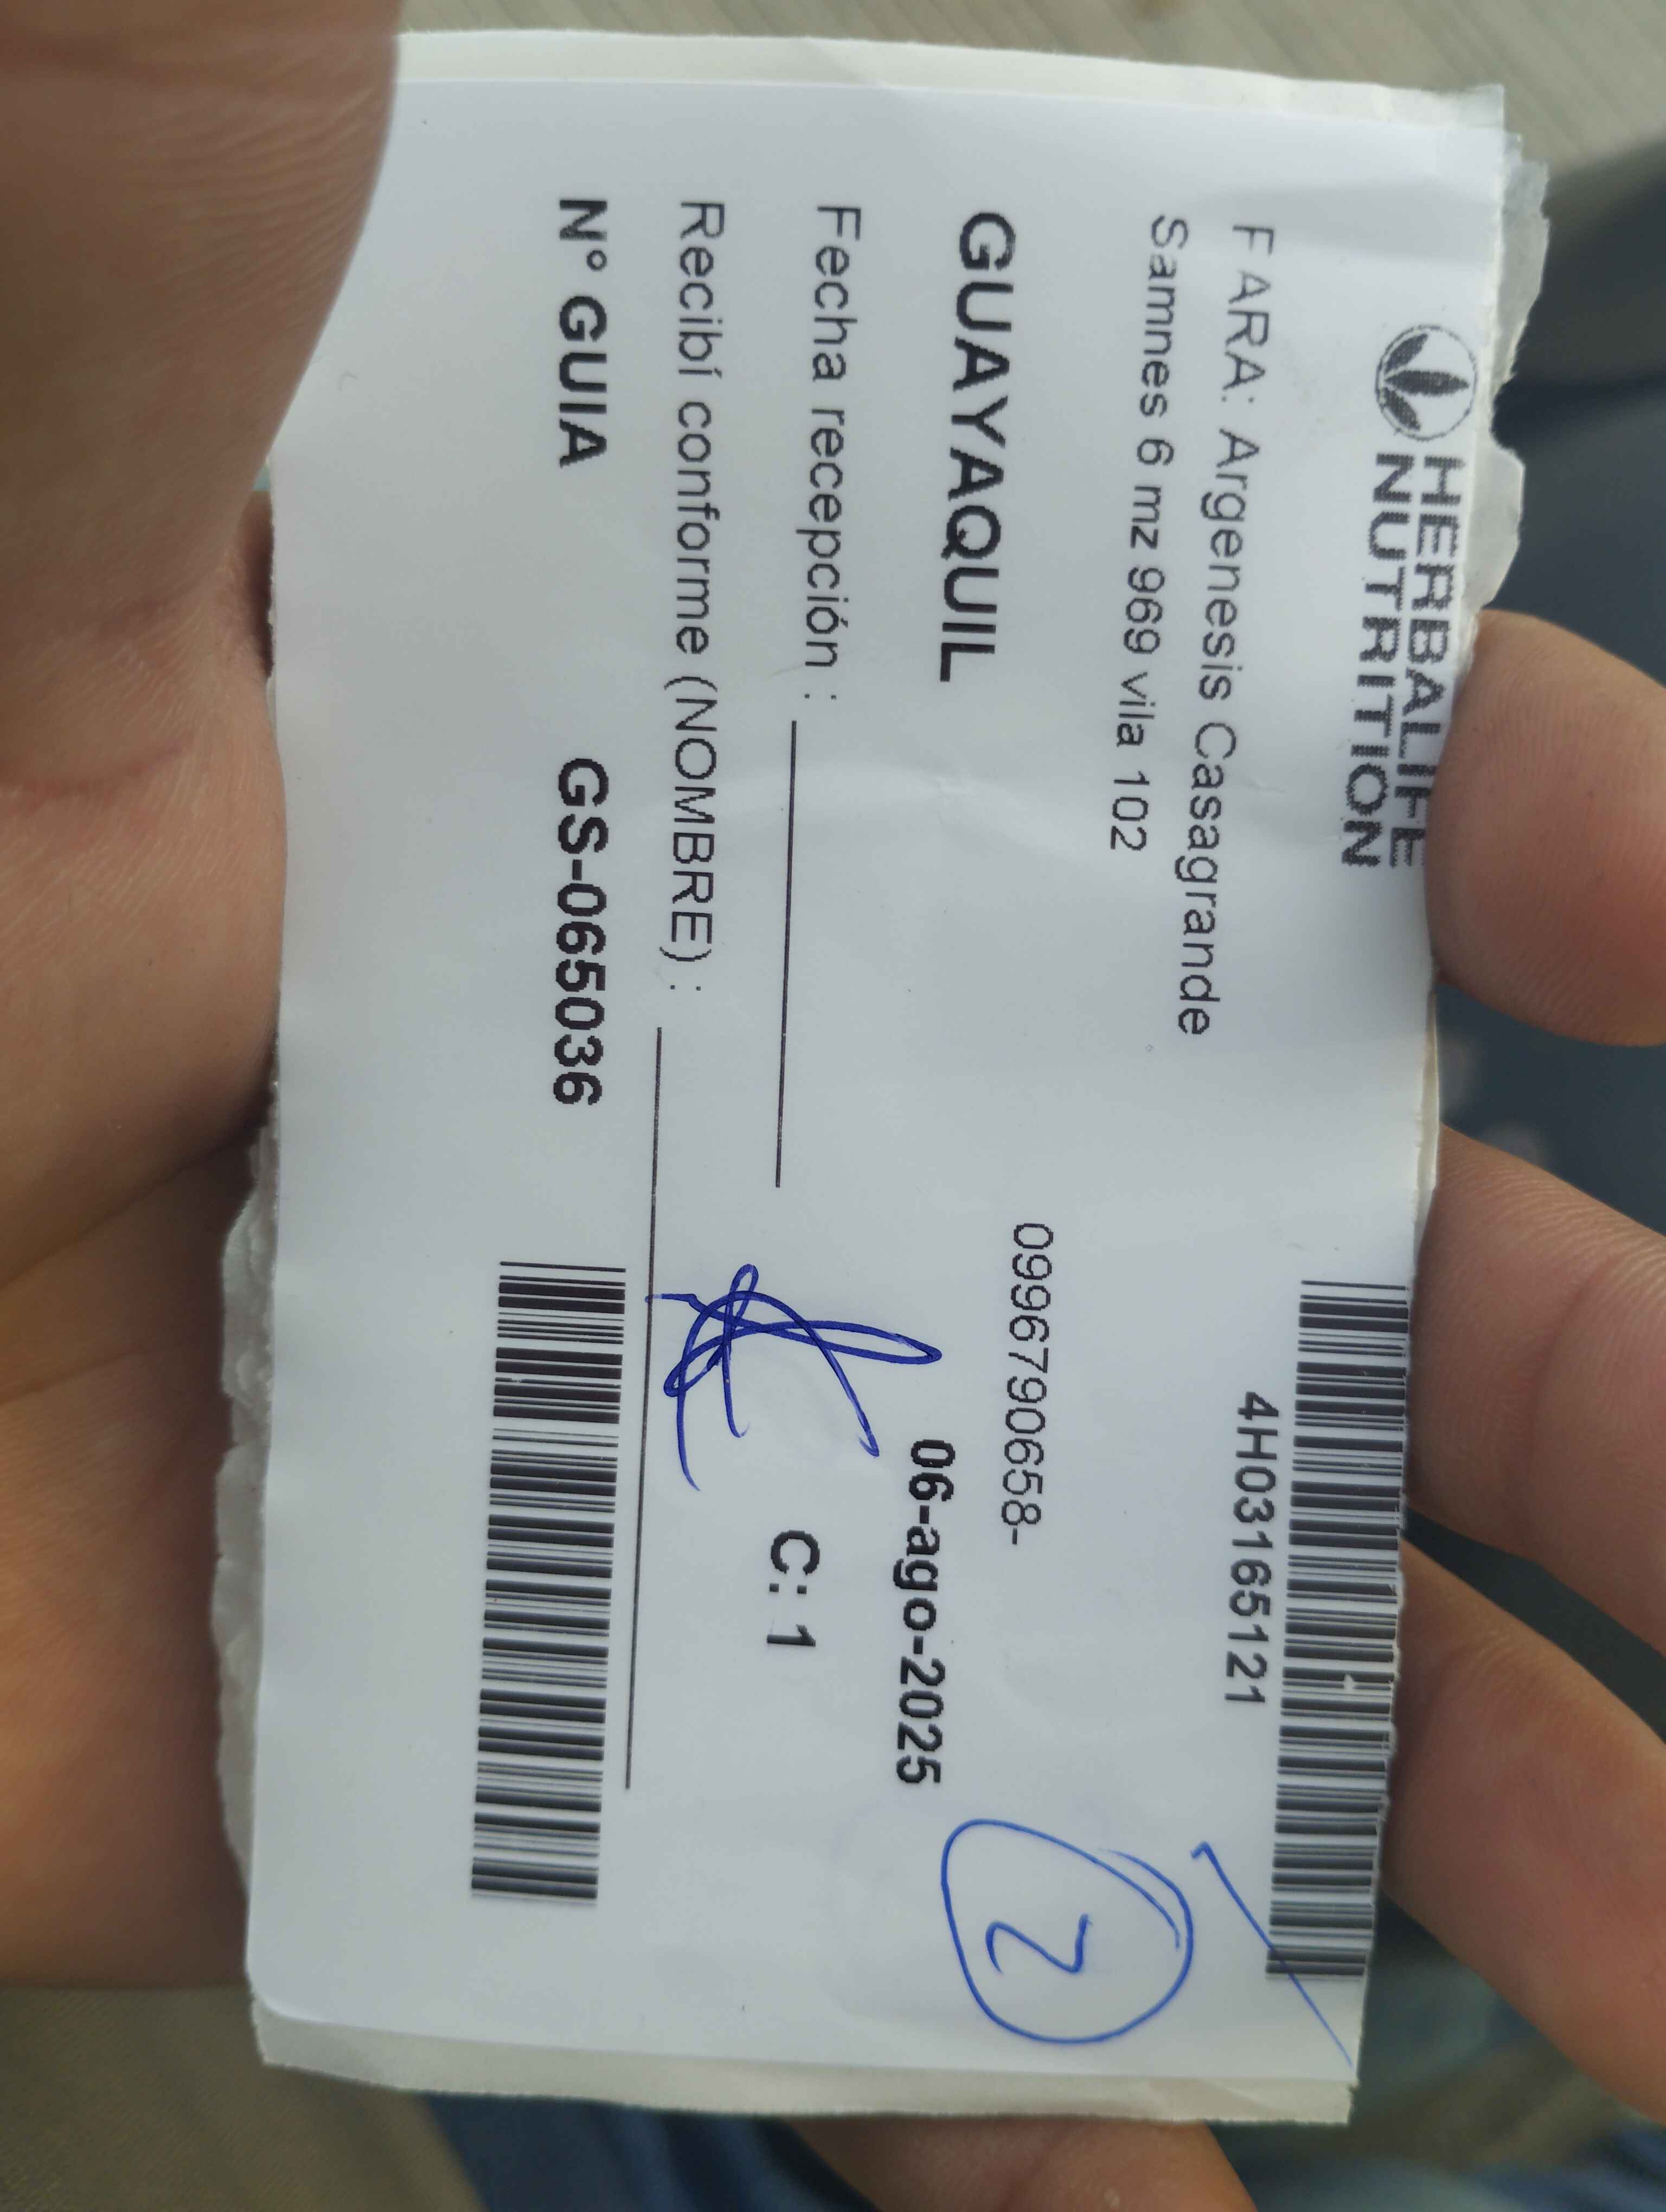 HERBALIFE
NUTRITION
4H03165121
FARA: Argenesis Casagrande
Samnes 6 mz 969 vila 102
0996790658-
GUAYAQUIL
06-ago-2025
2
Fecha recepción :
C: 1
Recibí conforme (NOMBRE) :
N° GUIA GS-065036